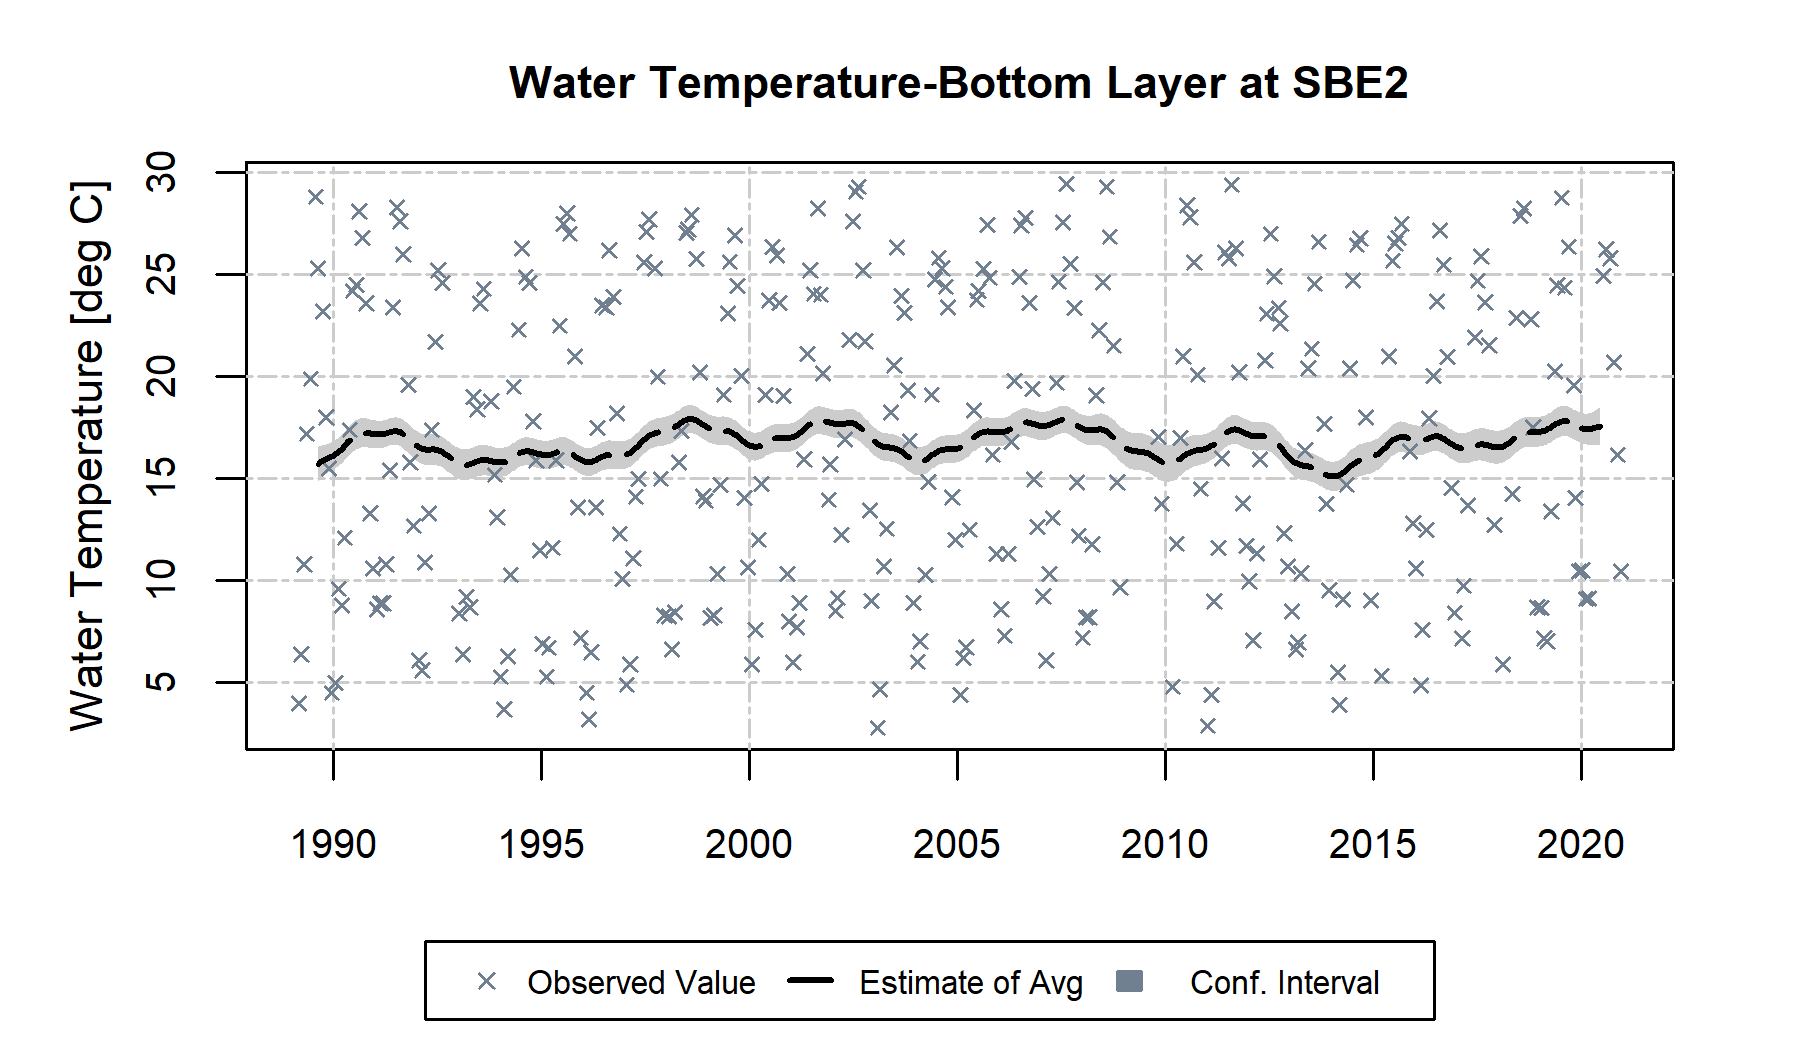 Water Temperature-Bottom Layer at SBE2
Water Temperature [deg C]
30
25
20
15
10
5
1990 1995 2000 2005 2010 2015 2020
Observed Value Estimate of Avg Conf. Interval